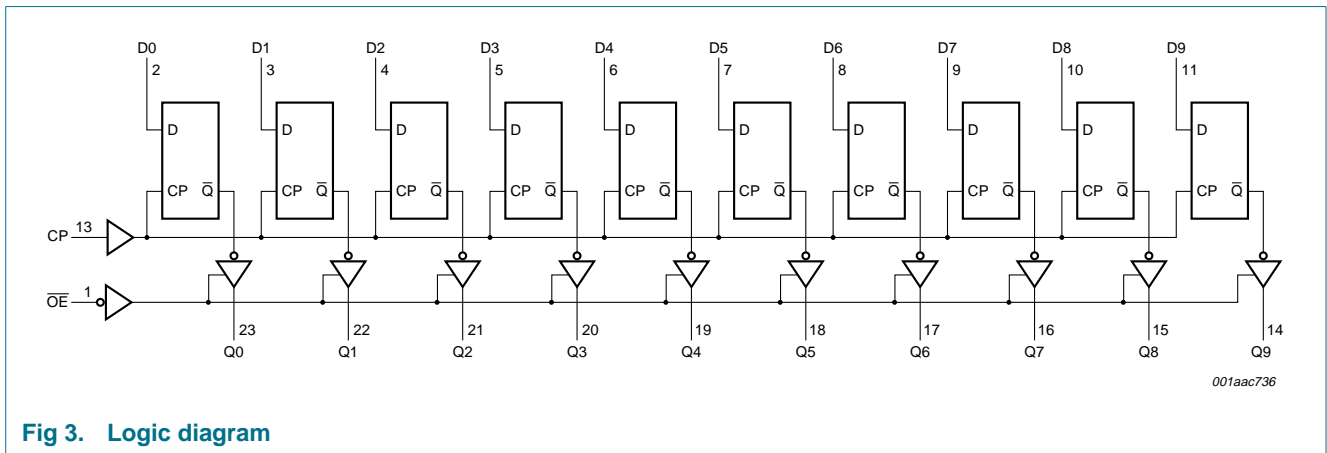 D0 D1 D2 D3 D4 D5 D6 D7 D8 D9
2 3 4 5 6 7 8 9 10 11
D D D D D D D D D D
CP Q̅ CP Q̅ CP Q̅ CP Q̅ CP Q̅ CP Q̅ CP Q̅ CP Q̅ CP Q̅ CP Q̅
CP 13
O̅E̅ 1
23 22 21 20 19 18 17 16 15 14
Q0 Q1 Q2 Q3 Q4 Q5 Q6 Q7 Q8 Q9
001aac736
Fig 3. Logic diagram